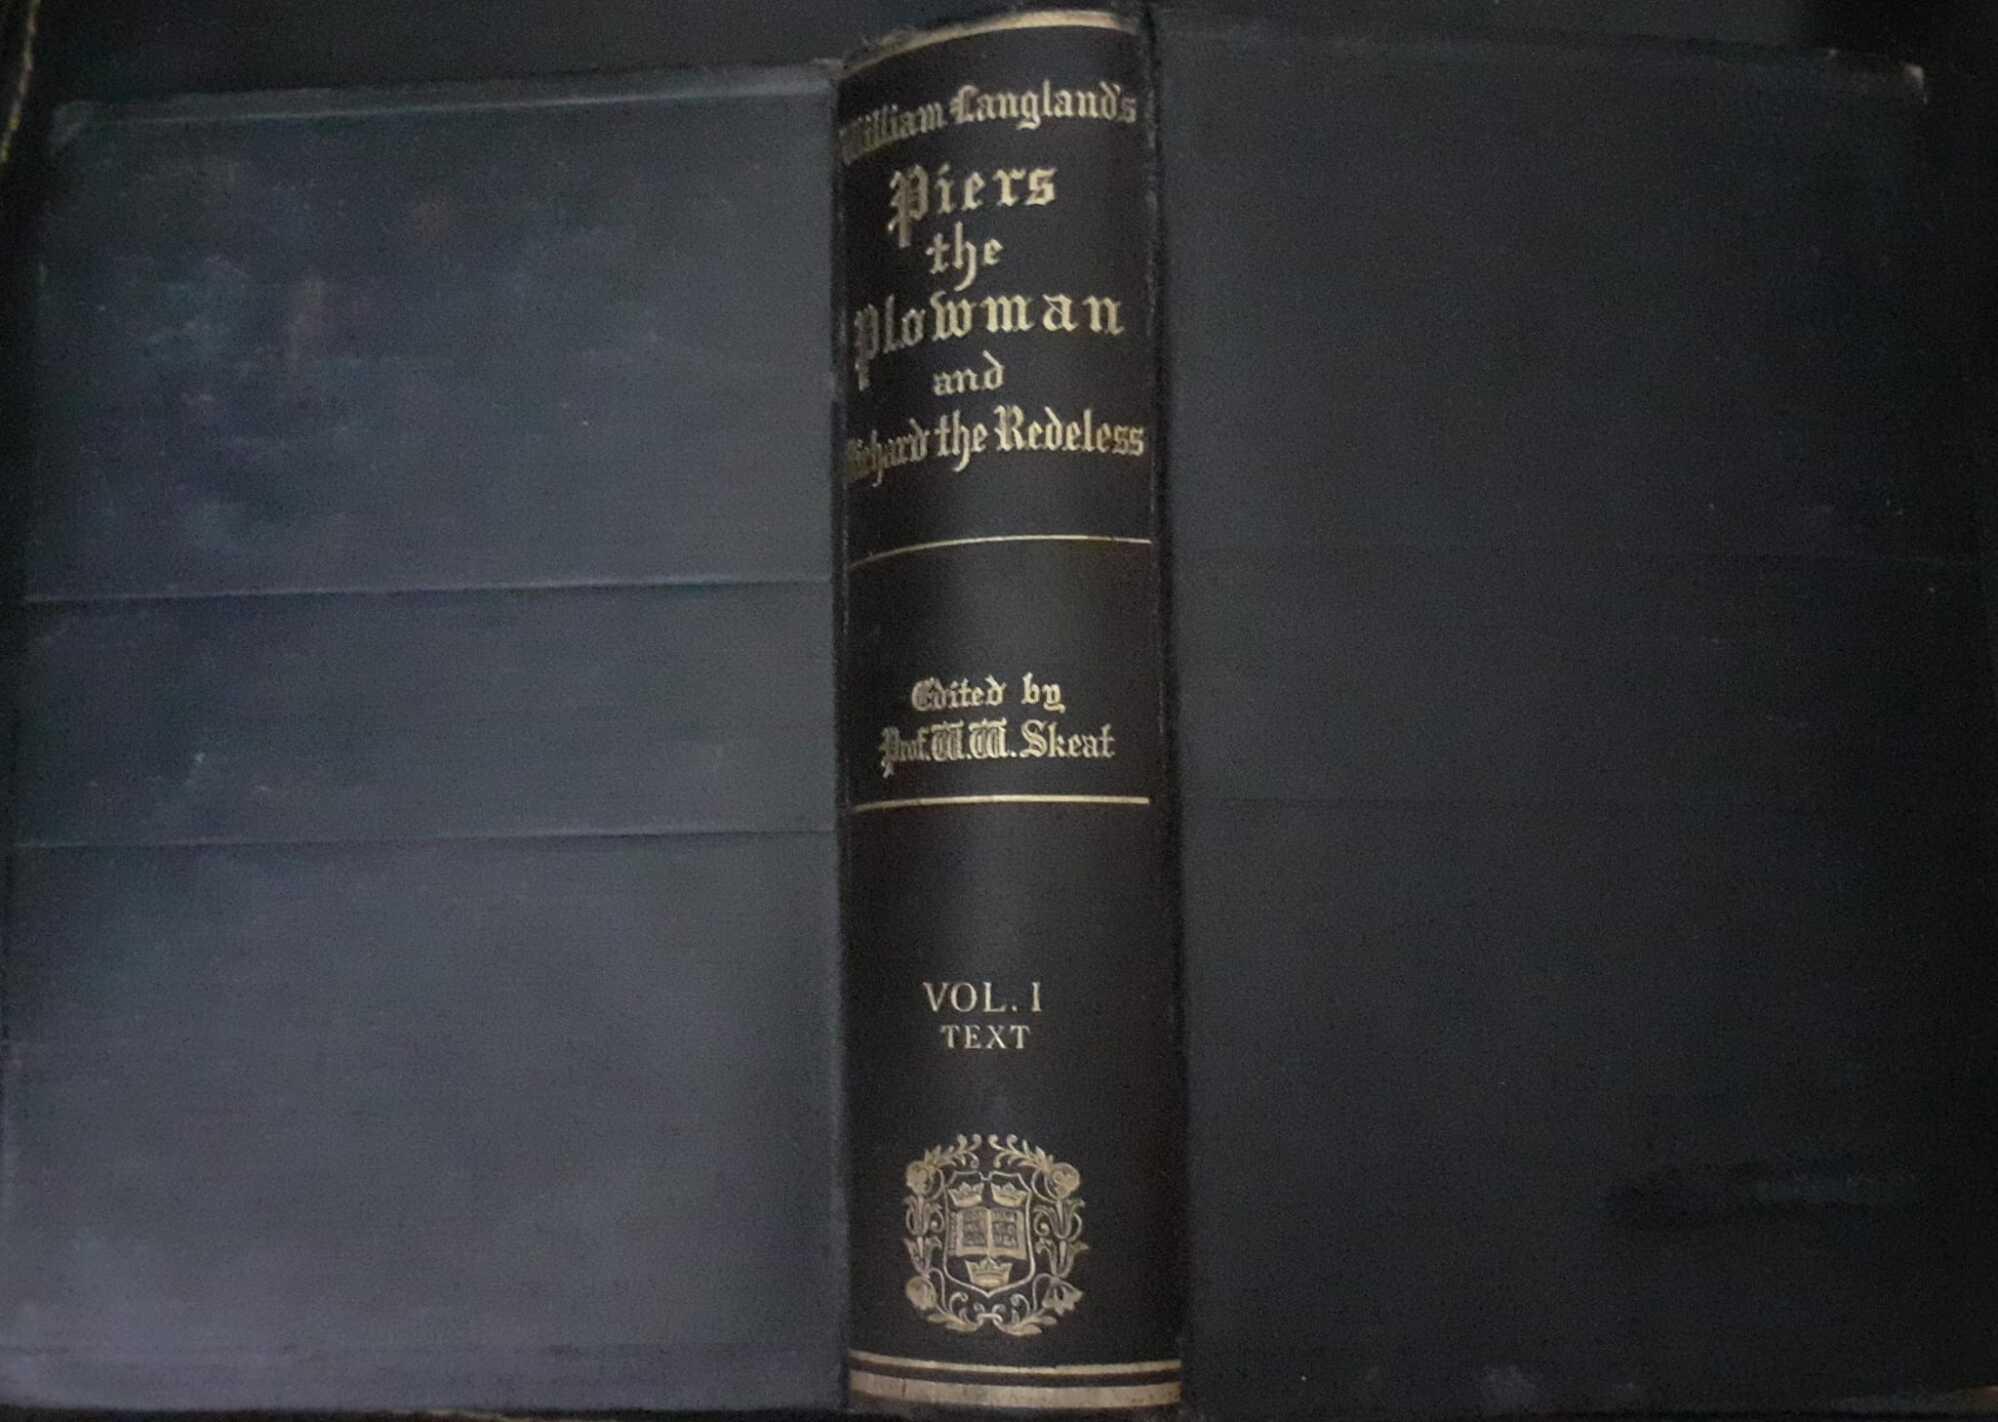 William Langland's
Piers
the
Plowman
and
Richard the Redeless
Edited by
Prof. W. W. Skeat
VOL. I
TEXT